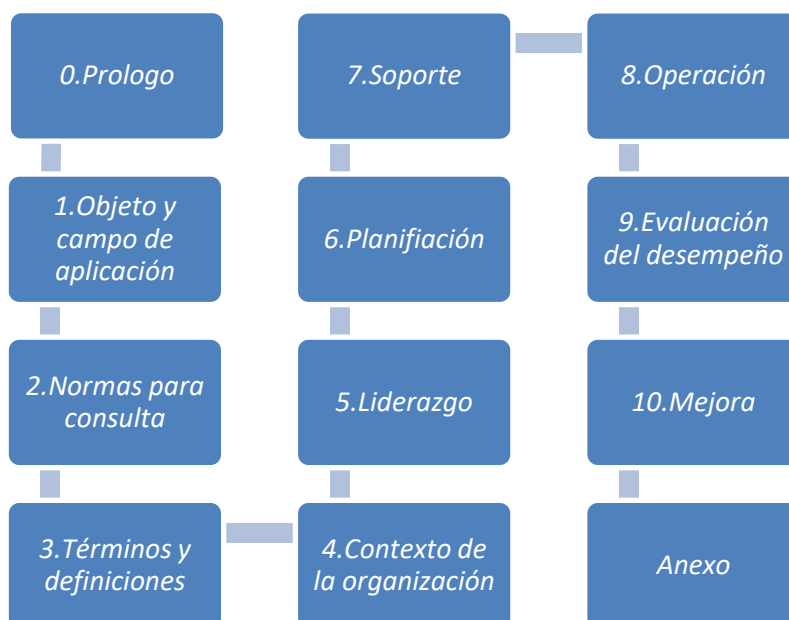 0.Prologo
1.Objeto y
campo de
aplicación
2.Normas para
consulta
3.Términos y
definiciones
4.Contexto de
la organización
5.Liderazgo
6.Planifiación
7.Soporte
8.Operación
9.Evaluación
del desempeño
10.Mejora
Anexo